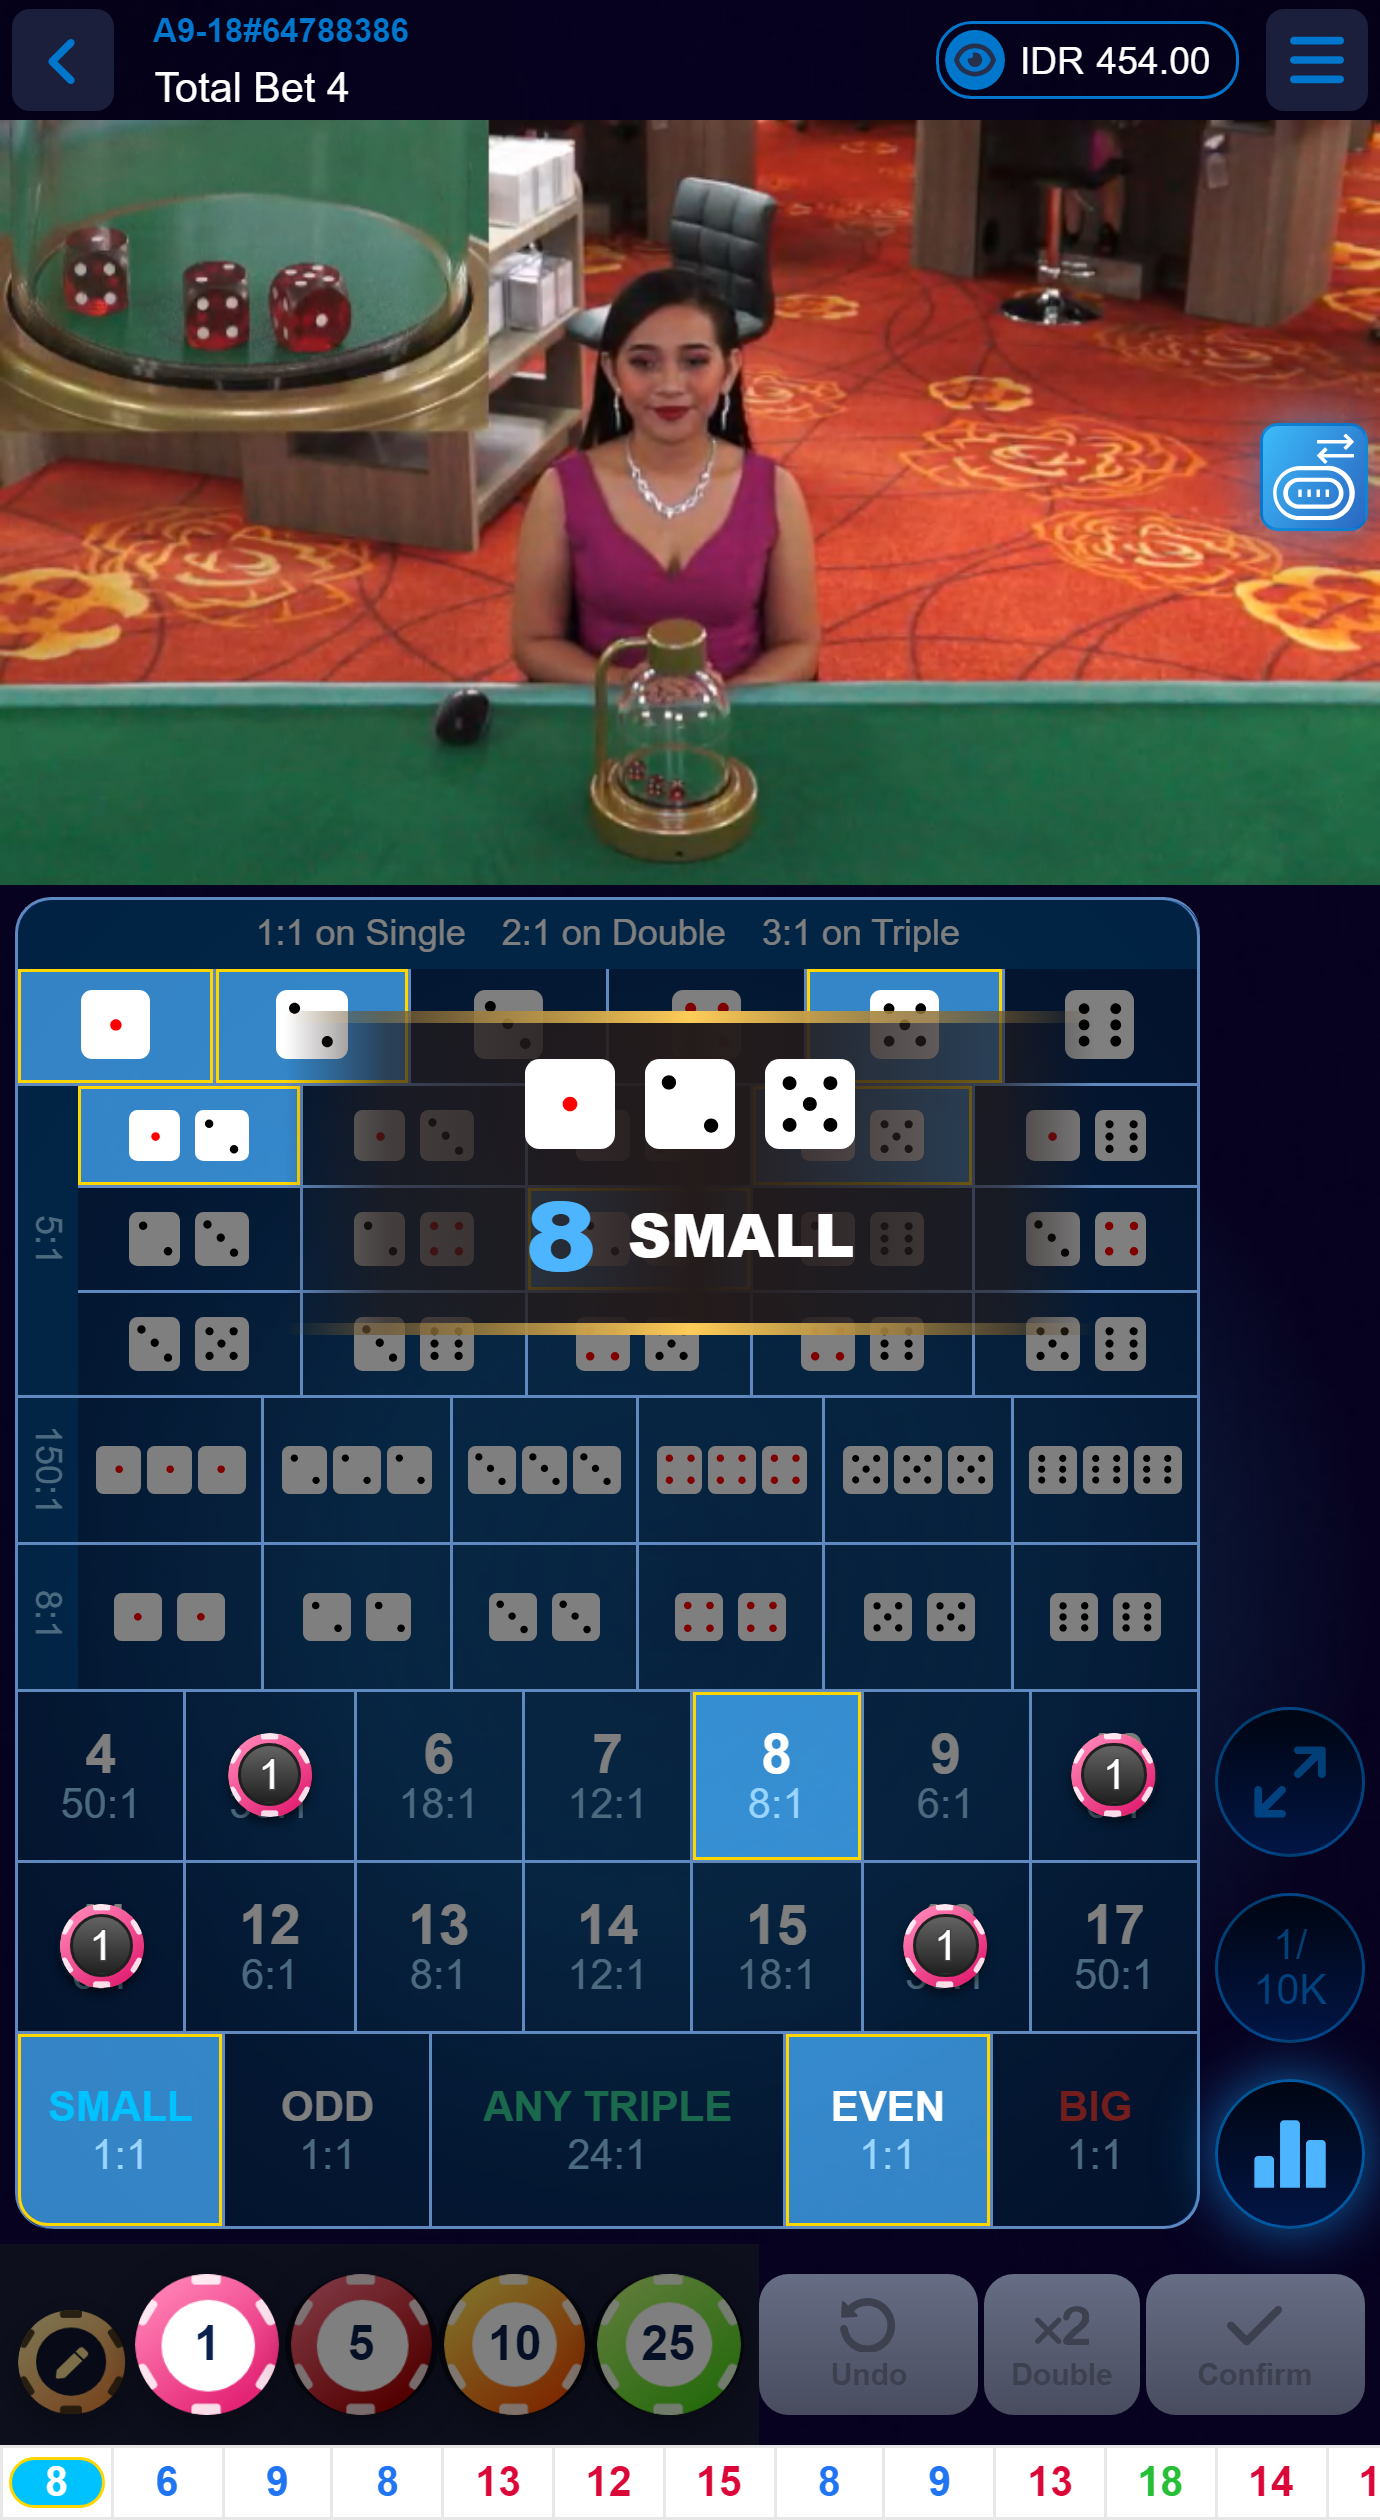 A9-18#64788386
Total Bet 4
IDR 454.00
1:1 on Single 2:1 on Double 3:1 on Triple
5:1
8 SMALL
150:1
8:1
4 6 7 8 9
50:1 18:1 12:1 8:1 6:1
1 1
12 13 14 15 17
6:1 8:1 12:1 18:1 50:1
1 1
1/
10K
SMALL ODD ANY TRIPLE EVEN BIG
1:1 1:1 24:1 1:1 1:1
1 5 10 25
x2
Undo Double Confirm
8 6 9 8 13 12 15 8 9 13 18 14